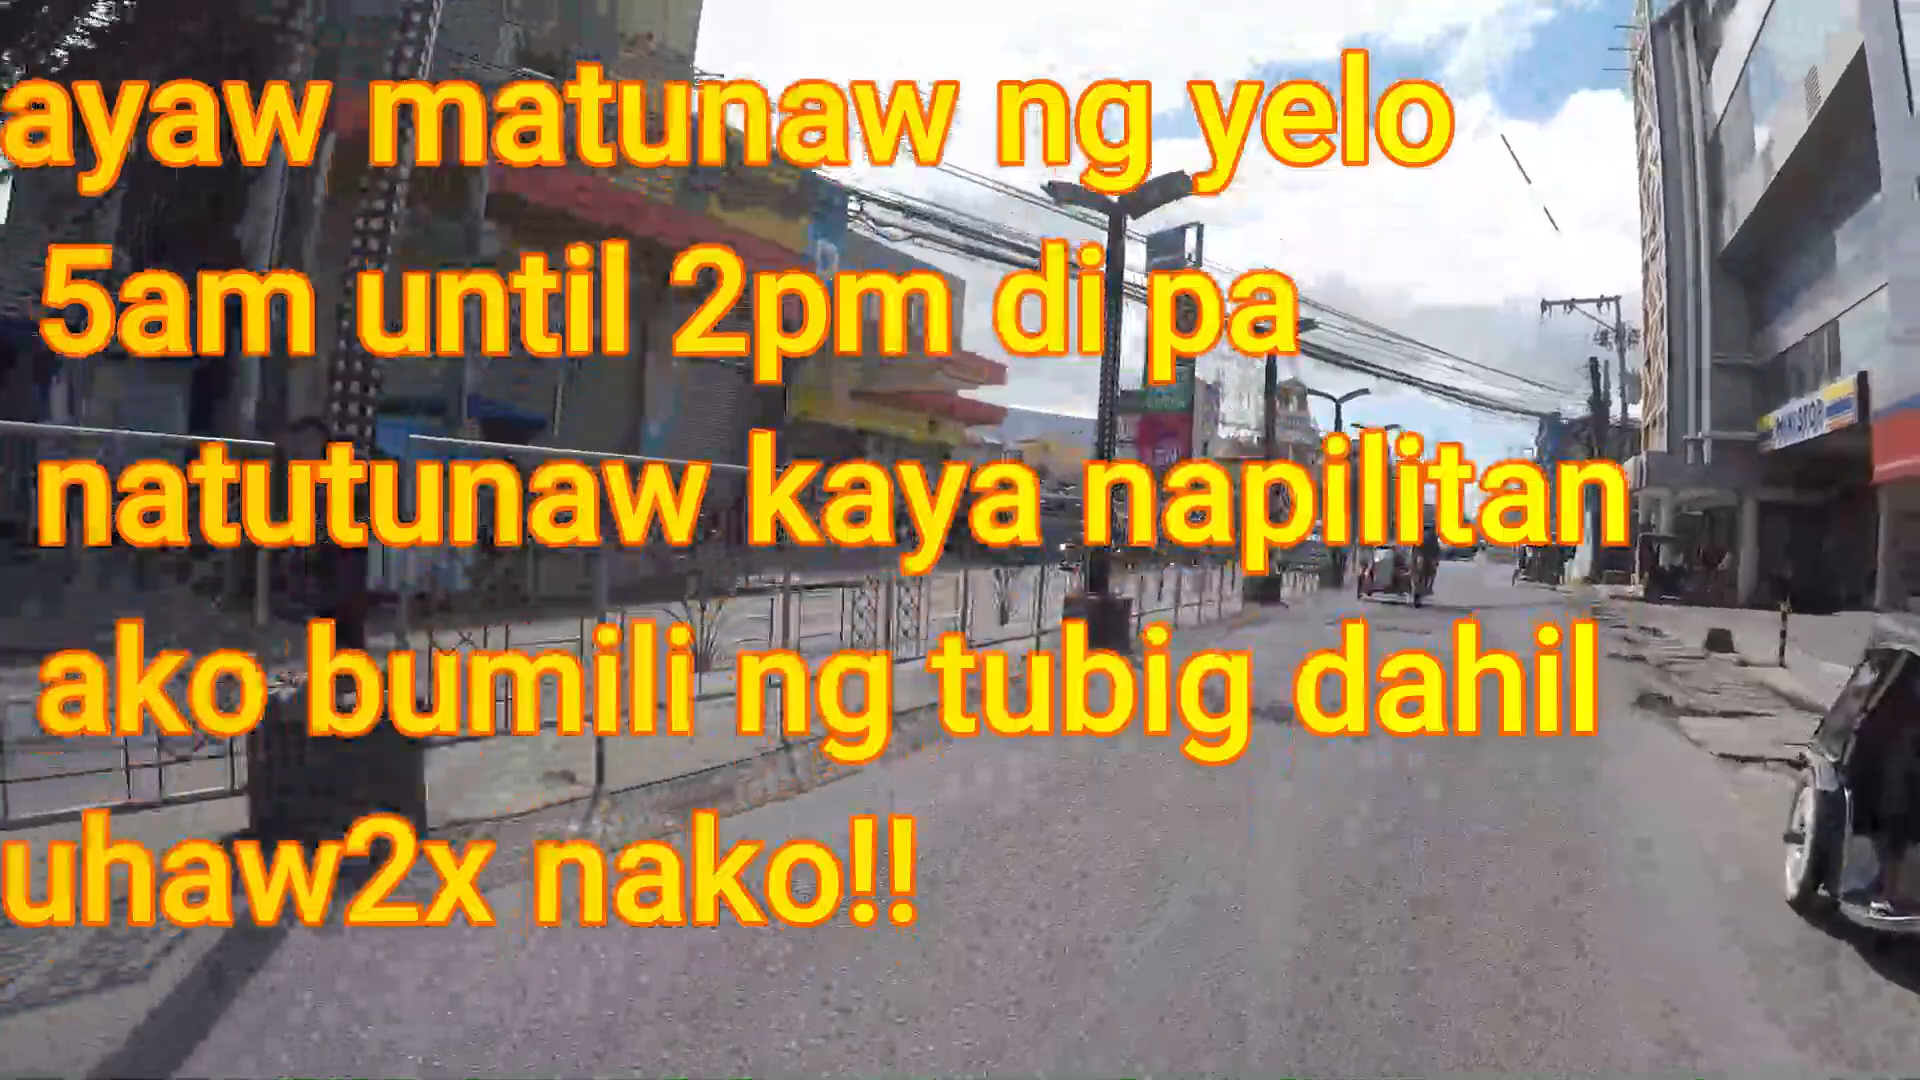 ayaw matunaw ng yelo
5am until 2pm di pa
natutunaw kaya napilitan
ako bumili ng tubig dahil
uhaw2x nako!!
MINISTOP